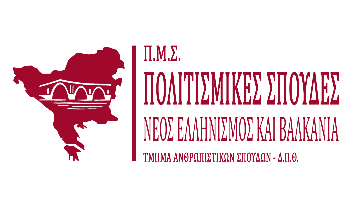 Π.Μ.Σ.
ΠΟΛΙΤΙΣΜΙΚΕΣ ΣΠΟΥΔΕΣ
ΝΕΟΣ ΕΛΛΗΝΙΣΜΟΣ ΚΑΙ ΒΑΛΚΑΝΙΑ
ΤΜΗΜΑ ΑΝΘΡΩΠΙΣΤΙΚΩΝ ΣΠΟΥΔΩΝ - Δ.Π.Θ.